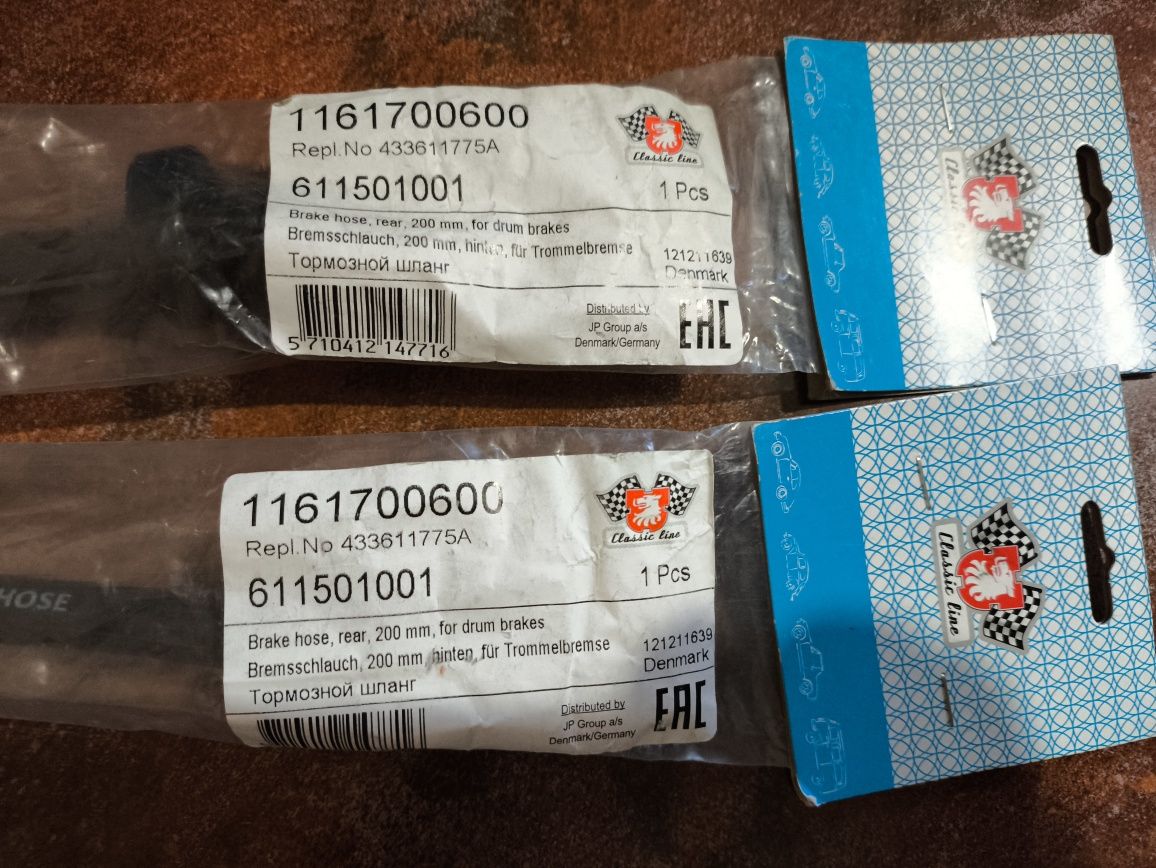 1161700600
Repl.No 433611775A
Classic line
611501001
1 Pcs
Brake hose, rear, 200 mm, for drum brakes
Bremsschlauch, 200 mm, hinten, für Trommelbremse
Тормозной шланг
121211639
Denmark
Distributed by
JP Group a/s
Denmark/Germany
EAC
5 710412 147716
Classic line
1161700600
Repl.No 433611775A
Classic line
611501001
1 Pcs
Brake hose, rear, 200 mm, for drum brakes
Bremsschlauch, 200 mm, hinten, für Trommelbremse
Тормозной шланг
121211639
Denmark
Distributed by
JP Group a/s
Denmark/Germany
EAC
HOSE
Classic line